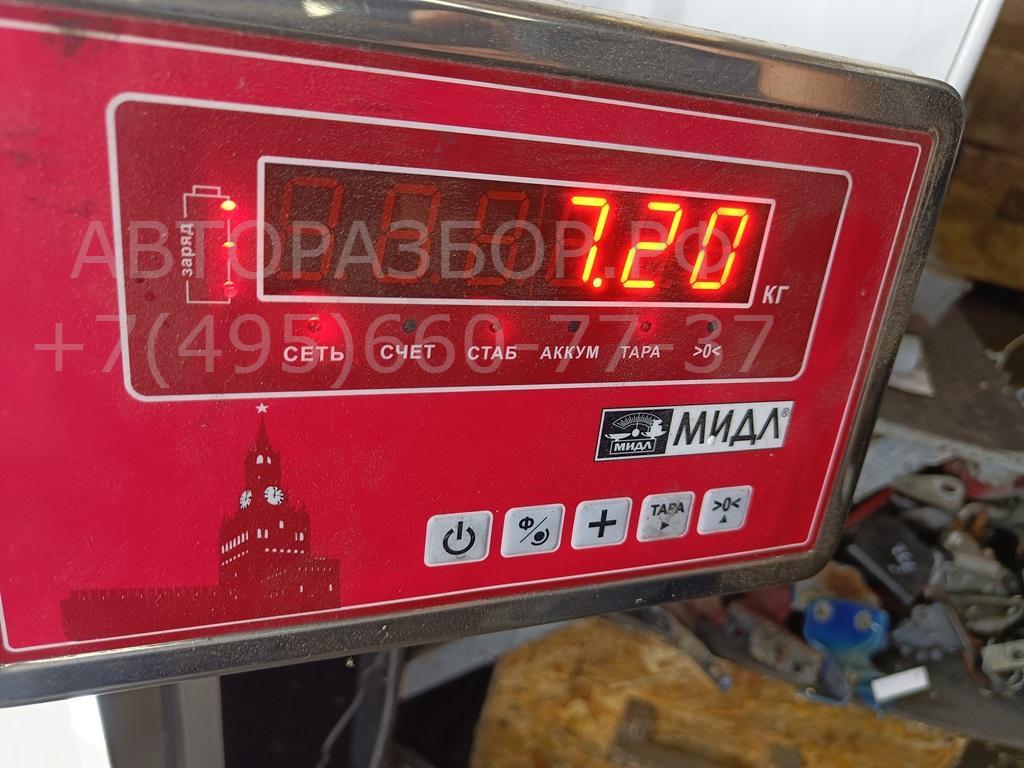 7.20
КГ
заряд
АВТОРАЗБОР.РФ
+7(495)660-77-37
СЕТЬ СЧЕТ СТАБ АККУМ ТАРА >0<
МИДЛ МИДЛ®
Ф ТАРА >0<